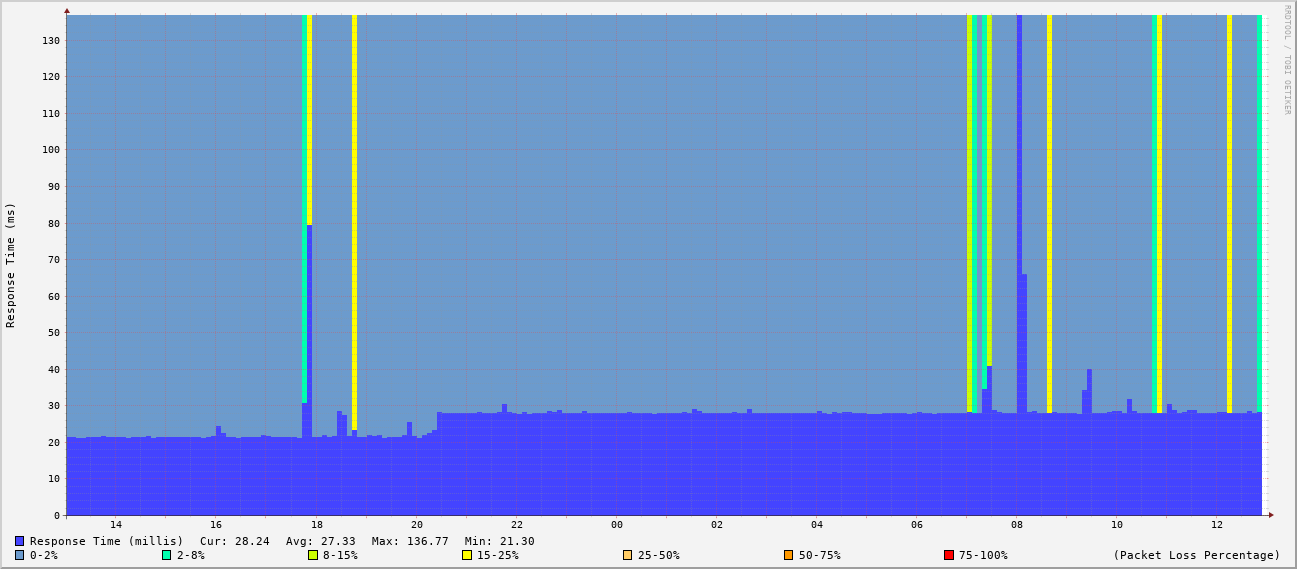 RRDTOOL / TOBI OETIKER
Response Time (ms)
130
120
110
100
90
80
70
60
50
40
30
20
10
0
14 16 18 20 22 00 02 04 06 08 10 12
Response Time (millis) Cur: 28.24 Avg: 27.33 Max: 136.77 Min: 21.30
0-2% 2-8% 8-15% 15-25% 25-50% 50-75% 75-100% (Packet Loss Percentage)